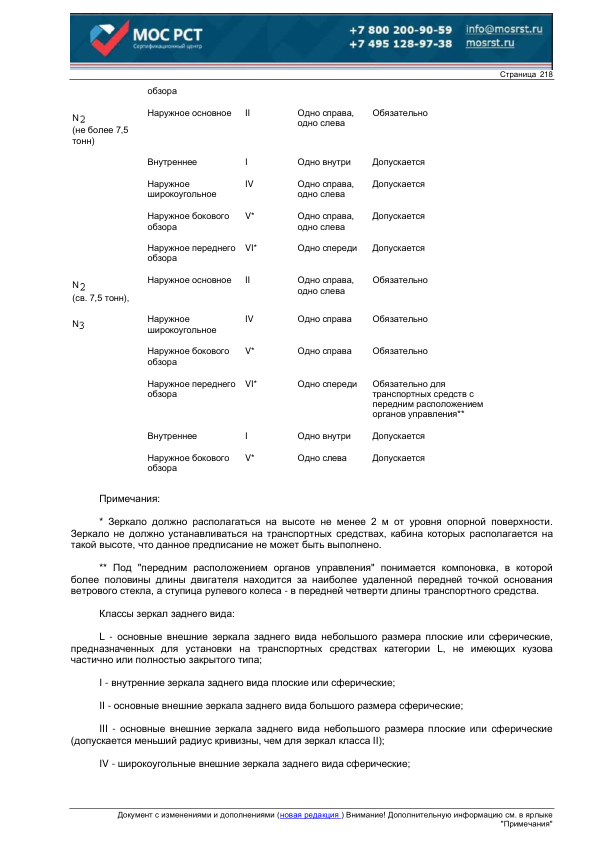 МОС РСТ
Сертификационный центр
+7 800 200-90-59 info@mosrst.ru
+7 495 128-97-38 mosrst.ru
Страница 218
обзора
N2 (не более 7,5 тонн)
Наружное основное II Одно справа, одно слева Обязательно
Внутреннее I Одно внутри Допускается
Наружное широкоугольное IV Одно справа, одно слева Допускается
Наружное бокового обзора V* Одно справа, одно слева Допускается
Наружное переднего обзора VI* Одно спереди Допускается
N2 (св. 7,5 тонн),
N3
Наружное основное II Одно справа, одно слева Обязательно
Наружное широкоугольное IV Одно справа Обязательно
Наружное бокового обзора V* Одно справа Обязательно
Наружное переднего обзора VI* Одно спереди Обязательно для транспортных средств с передним расположением органов управления**
Внутреннее I Одно внутри Допускается
Наружное бокового обзора V* Одно слева Допускается
Примечания:
* Зеркало должно располагаться на высоте не менее 2 м от уровня опорной поверхности.
Зеркало не должно устанавливаться на транспортных средствах, кабина которых располагается на
такой высоте, что данное предписание не может быть выполнено.
** Под "передним расположением органов управления" понимается компоновка, в которой
более половины длины двигателя находится за наиболее удаленной передней точкой основания
ветрового стекла, а ступица рулевого колеса - в передней четверти длины транспортного средства.
Классы зеркал заднего вида:
L - основные внешние зеркала заднего вида небольшого размера плоские или сферические,
предназначенных для установки на транспортных средствах категории L, не имеющих кузова
частично или полностью закрытого типа;
I - внутренние зеркала заднего вида плоские или сферические;
II - основные внешние зеркала заднего вида большого размера сферические;
III - основные внешние зеркала заднего вида небольшого размера плоские или сферические
(допускается меньший радиус кривизны, чем для зеркал класса II);
IV - широкоугольные внешние зеркала заднего вида сферические;
Документ с изменениями и дополнениями (новая редакция ) Внимание! Дополнительную информацию см. в ярлыке
"Примечания"